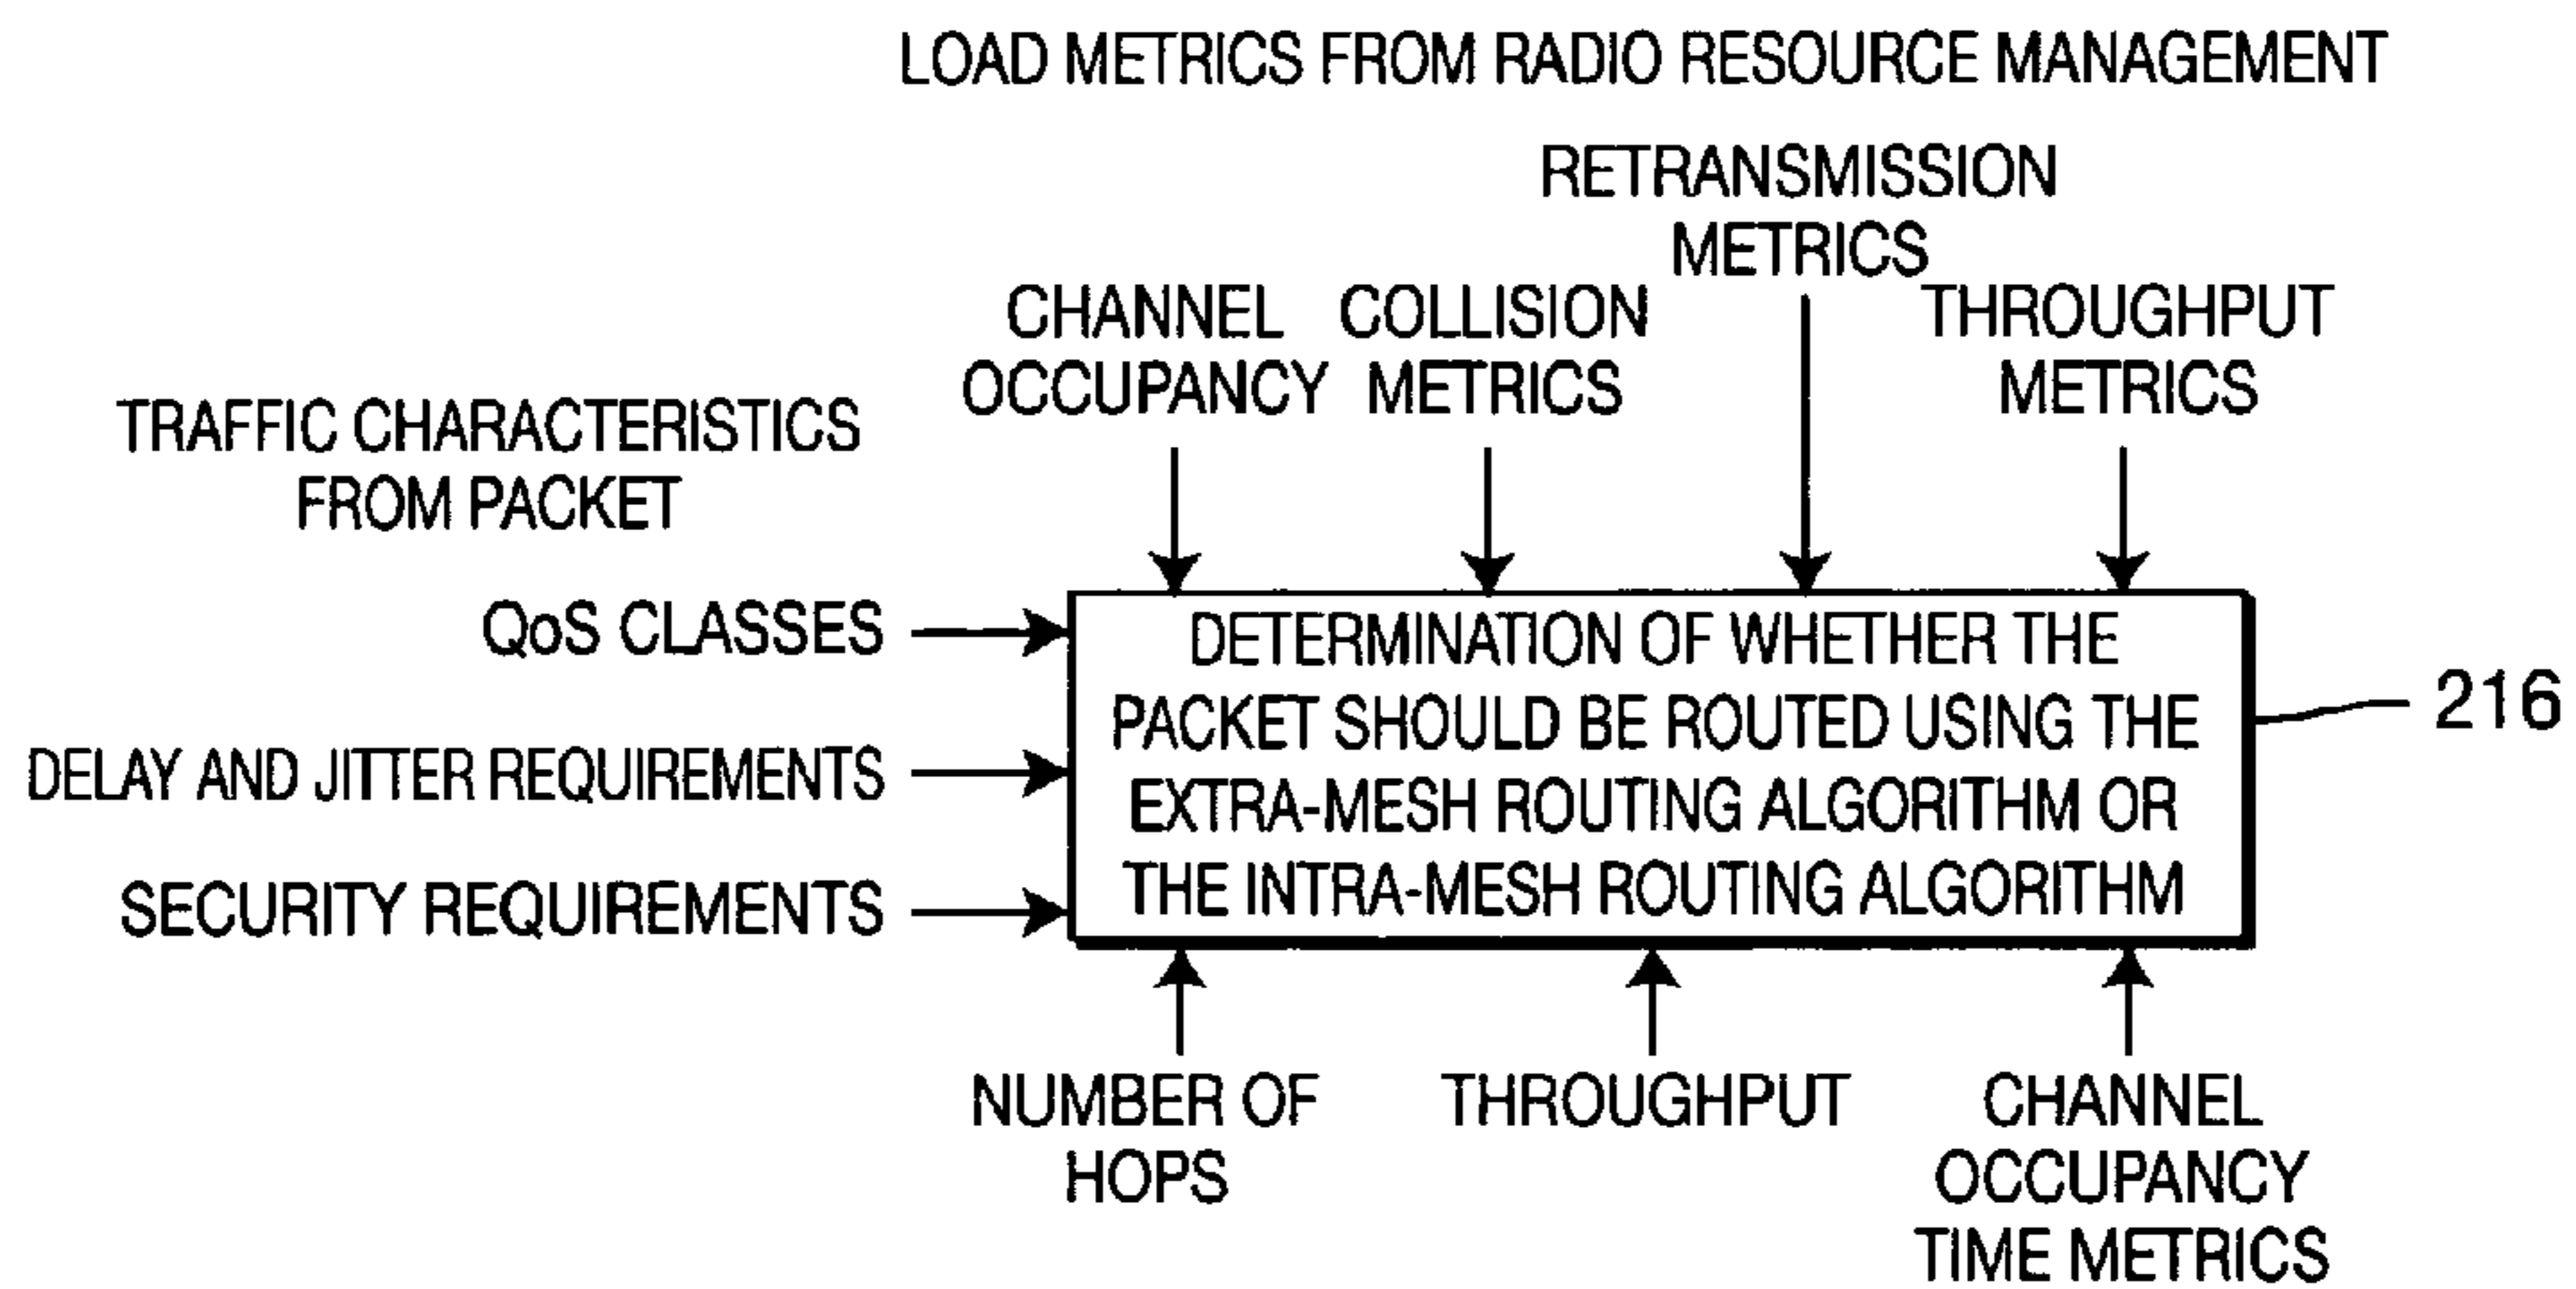 LOAD METRICS FROM RADIO RESOURCE MANAGEMENT
RETRANSMISSION
METRICS
CHANNEL
OCCUPANCY
COLLISION
METRICS
THROUGHPUT
METRICS
TRAFFIC CHARACTERISTICS
FROM PACKET
QoS CLASSES
DELAY AND JITTER REQUIREMENTS
SECURITY REQUIREMENTS
DETERMINATION OF WHETHER THE
PACKET SHOULD BE ROUTED USING THE
EXTRA-MESH ROUTING ALGORITHM OR
THE INTRA-MESH ROUTING ALGORITHM
216
NUMBER OF
HOPS
THROUGHPUT
CHANNEL
OCCUPANCY
TIME METRICS